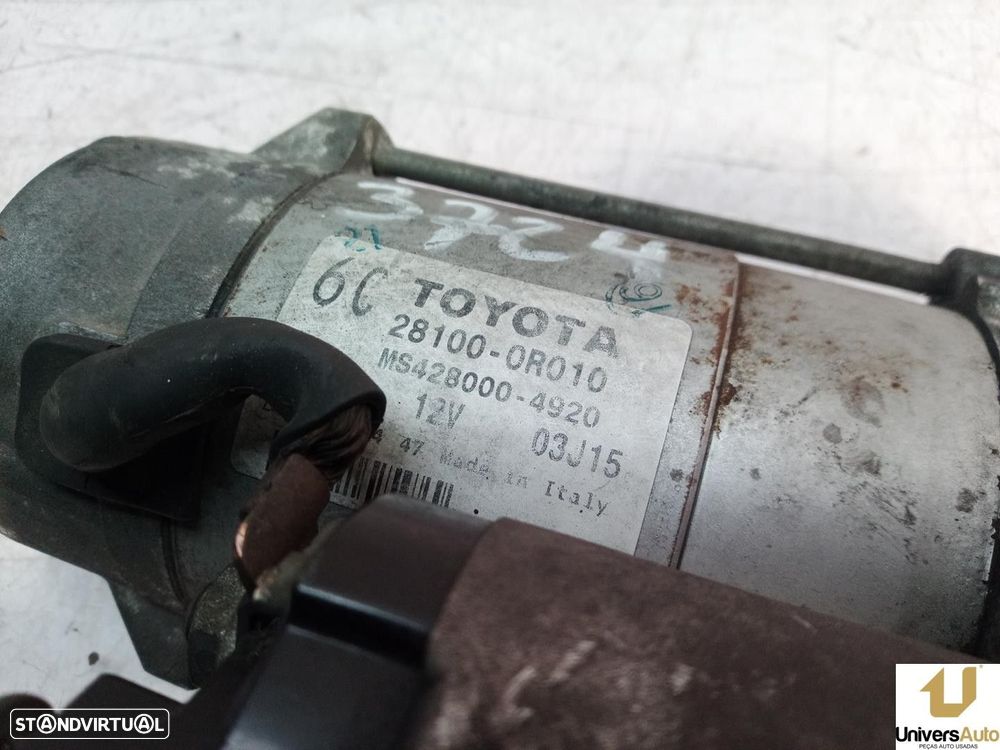 3724
6C TOYOTA
28100-0R010
MS428000-4920
12V 03J15
47 Made in Italy
STANDVIRTUAL
UniversAuto
PEÇAS AUTO USADAS